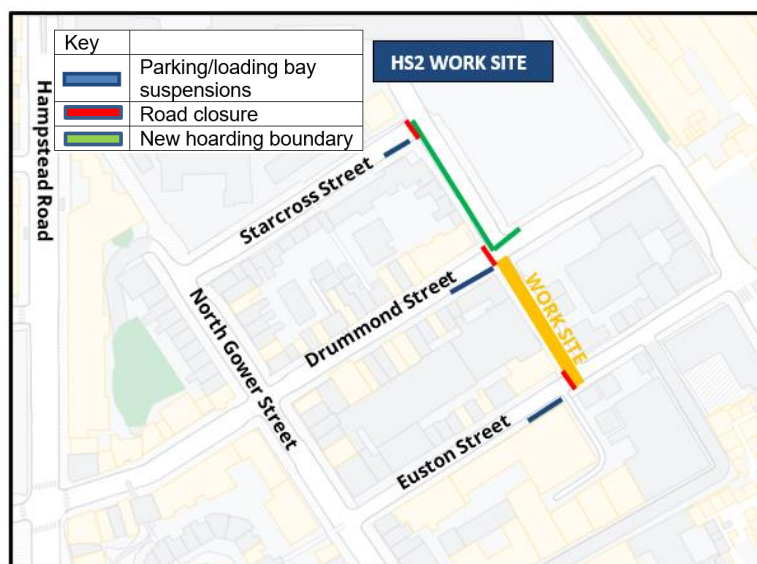 Key
Parking/loading bay
suspensions
Road closure
New hoarding boundary
HS2 WORK SITE
Hampstead Road
Starcross Street
North Gower Street
Drummond Street
WORK SITE
Euston Street